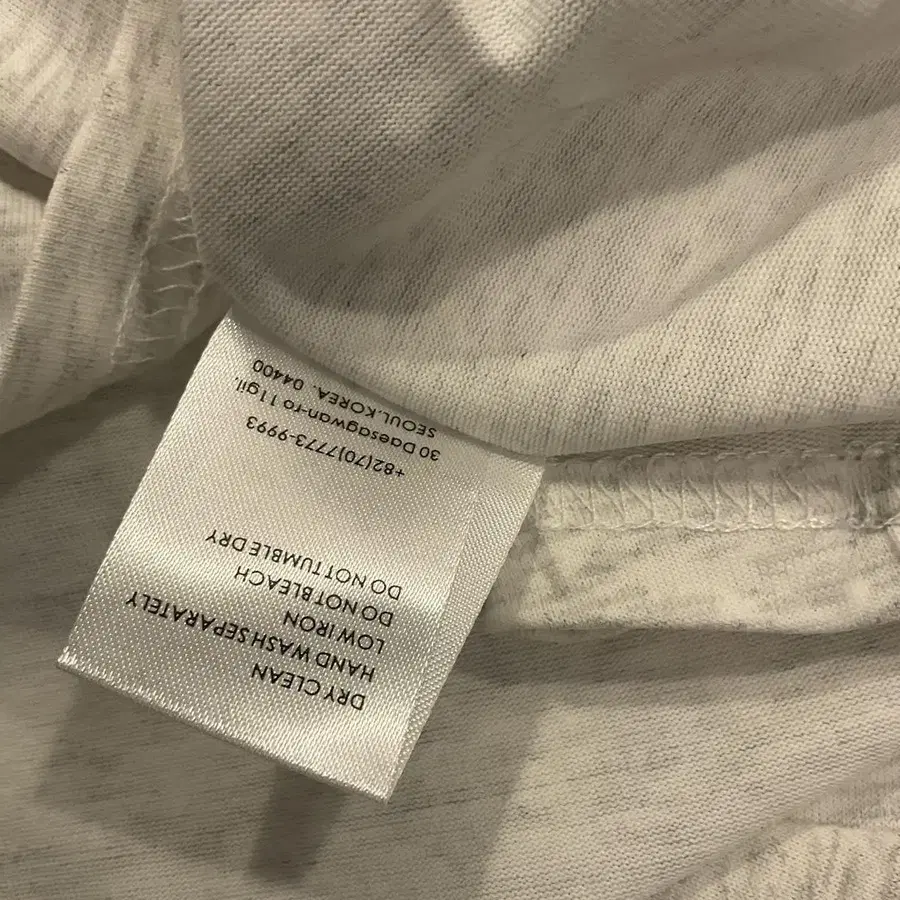 DRY CLEAN
HAND WASH SEPARATELY
LOW IRON
DO NOT BLEACH
DO NOT TUMBLE DRY
+82(70)7773-9993
30 Daesagwan-ro 11gil.
SEOUL.KOREA. 04400